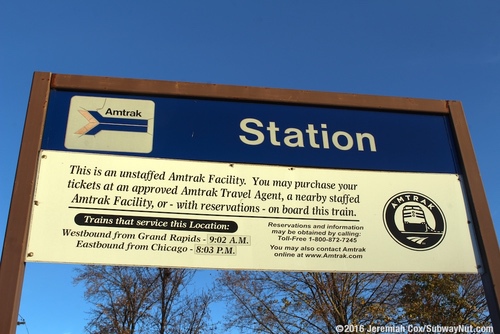 Amtrak
Station
This is an unstaffed Amtrak Facility. You may purchase your
tickets at an approved Amtrak Travel Agent, a nearby staffed
Amtrak Facility, or - with reservations - on board this train.
Trains that service this Location:
Westbound from Grand Rapids - 9:02 A.M.
Eastbound from Chicago - 8:03 P.M.
Reservations and information
may be obtained by calling:
Toll-Free 1-800-872-7245
You may also contact Amtrak
online at www.Amtrak.com
AMTRAK
©2016 Jeremiah Cox/SubwayNut.com